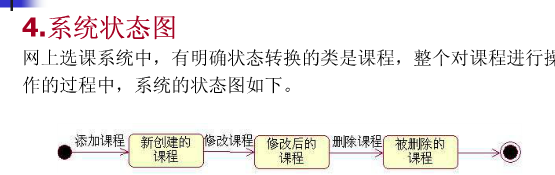 4.系统状态图
网上选课系统中，有明确状态转换的类是课程，整个对课程进行操
作的过程中，系统的状态图如下。
添加课程 新创建的 修改课程 修改后的 删除课程 被删除的
课程 课程 课程